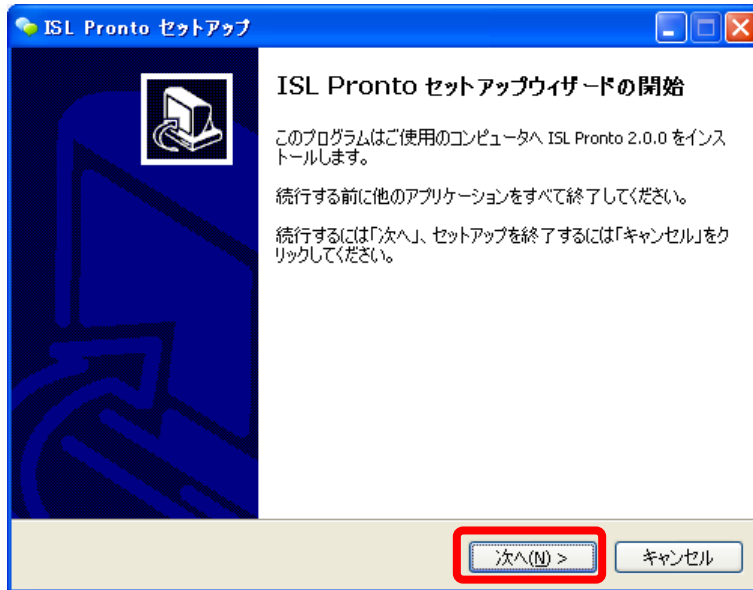 ISL Pronto セットアップ
ISL Pronto セットアップウィザードの開始
このプログラムはご使用のコンピュータへ ISL Pronto 2.0.0 をインス
トールします。
続行する前に他のアプリケーションをすべて終了してください。
続行するには「次へ」、セットアップを終了するには「キャンセル」をク
リックしてください。
次へ(N) >
キャンセル